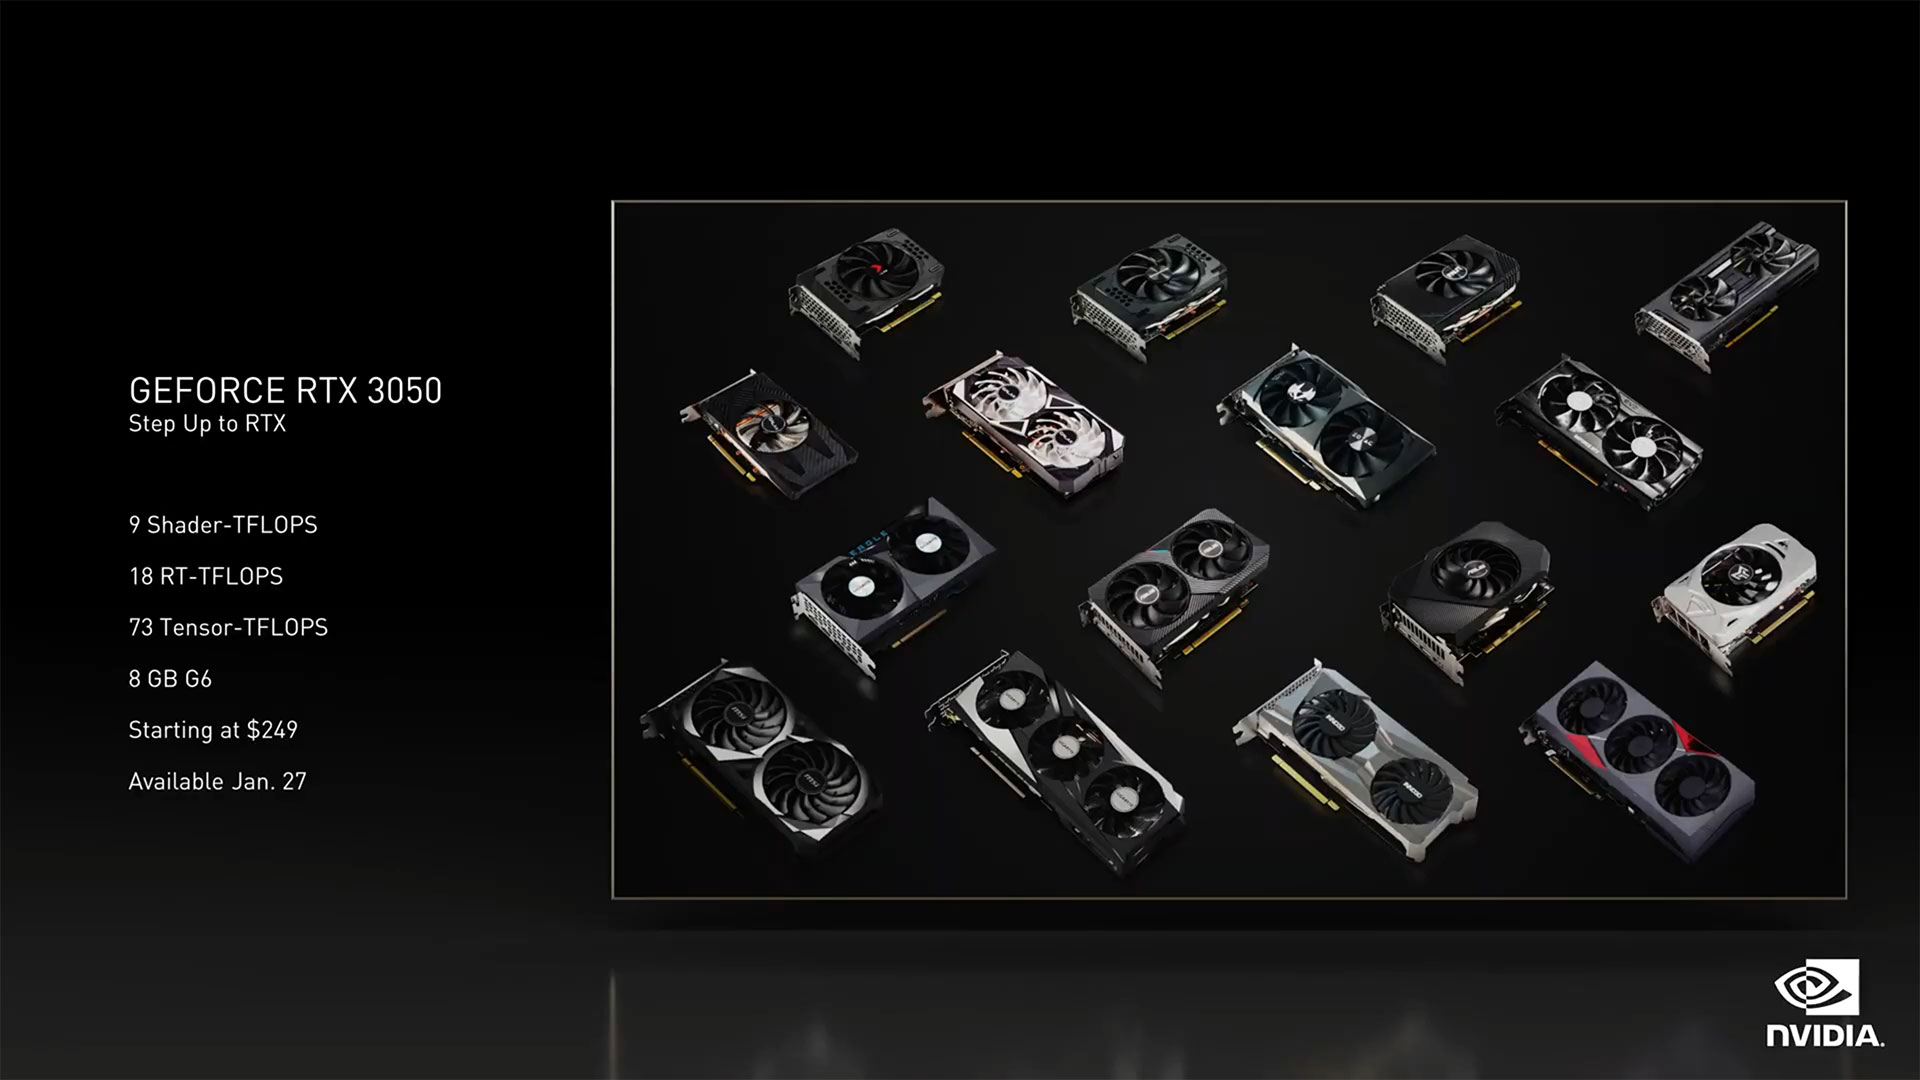 GEFORCE RTX 3050
Step Up to RTX
9 Shader-TFLOPS
18 RT-TFLOPS
73 Tensor-TFLOPS
8 GB G6
Starting at $249
Available Jan. 27
EAGLE
NVIDIA.